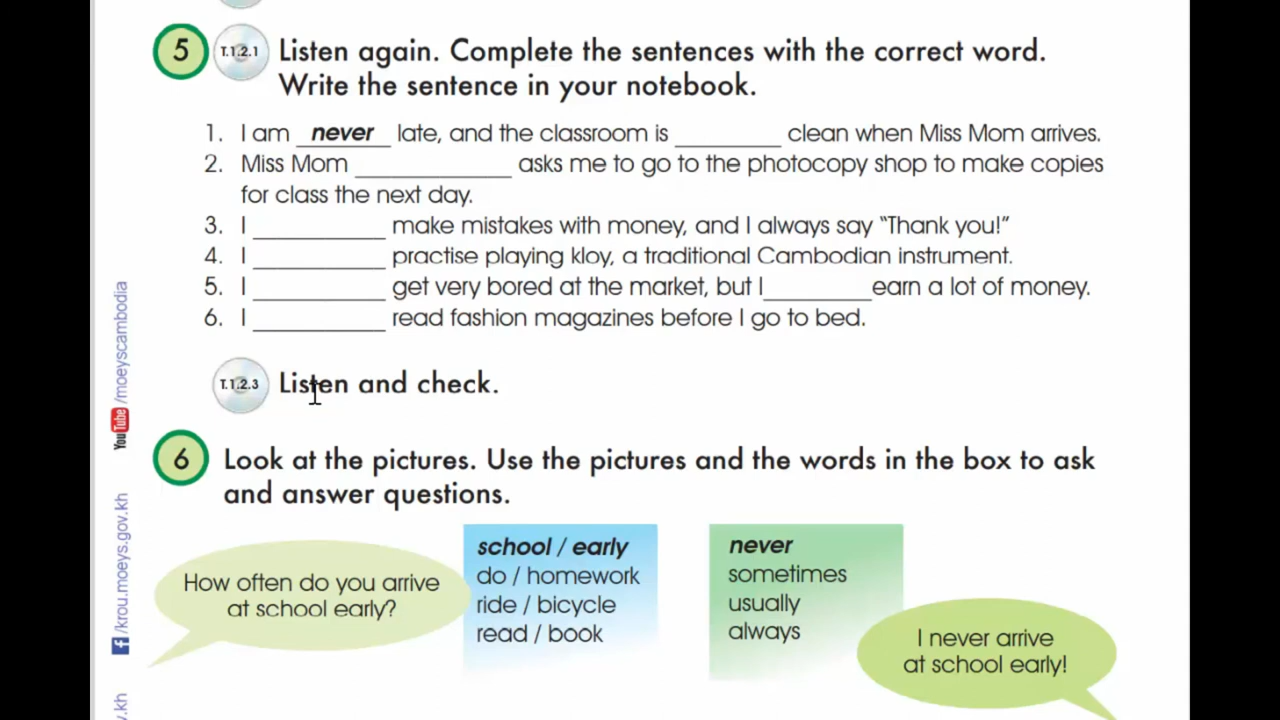 5 T.1.2.1 Listen again. Complete the sentences with the correct word.
Write the sentence in your notebook.
1. I am never late, and the classroom is _________ clean when Miss Mom arrives.
2. Miss Mom _____________ asks me to go to the photocopy shop to make copies
for class the next day.
3. I ___________ make mistakes with money, and I always say “Thank you!”
4. I ___________ practise playing kloy, a traditional Cambodian instrument.
5. I ___________ get very bored at the market, but I_________earn a lot of money.
6. I ___________ read fashion magazines before I go to bed.
T.1.2.3 Listen and check.
6 Look at the pictures. Use the pictures and the words in the box to ask
and answer questions.
How often do you arrive
at school early?
school / early
do / homework
ride / bicycle
read / book
never
sometimes
usually
always
I never arrive
at school early!
YouTube /moeyscambodia
f /krou.moeys.gov.kh
v.kh